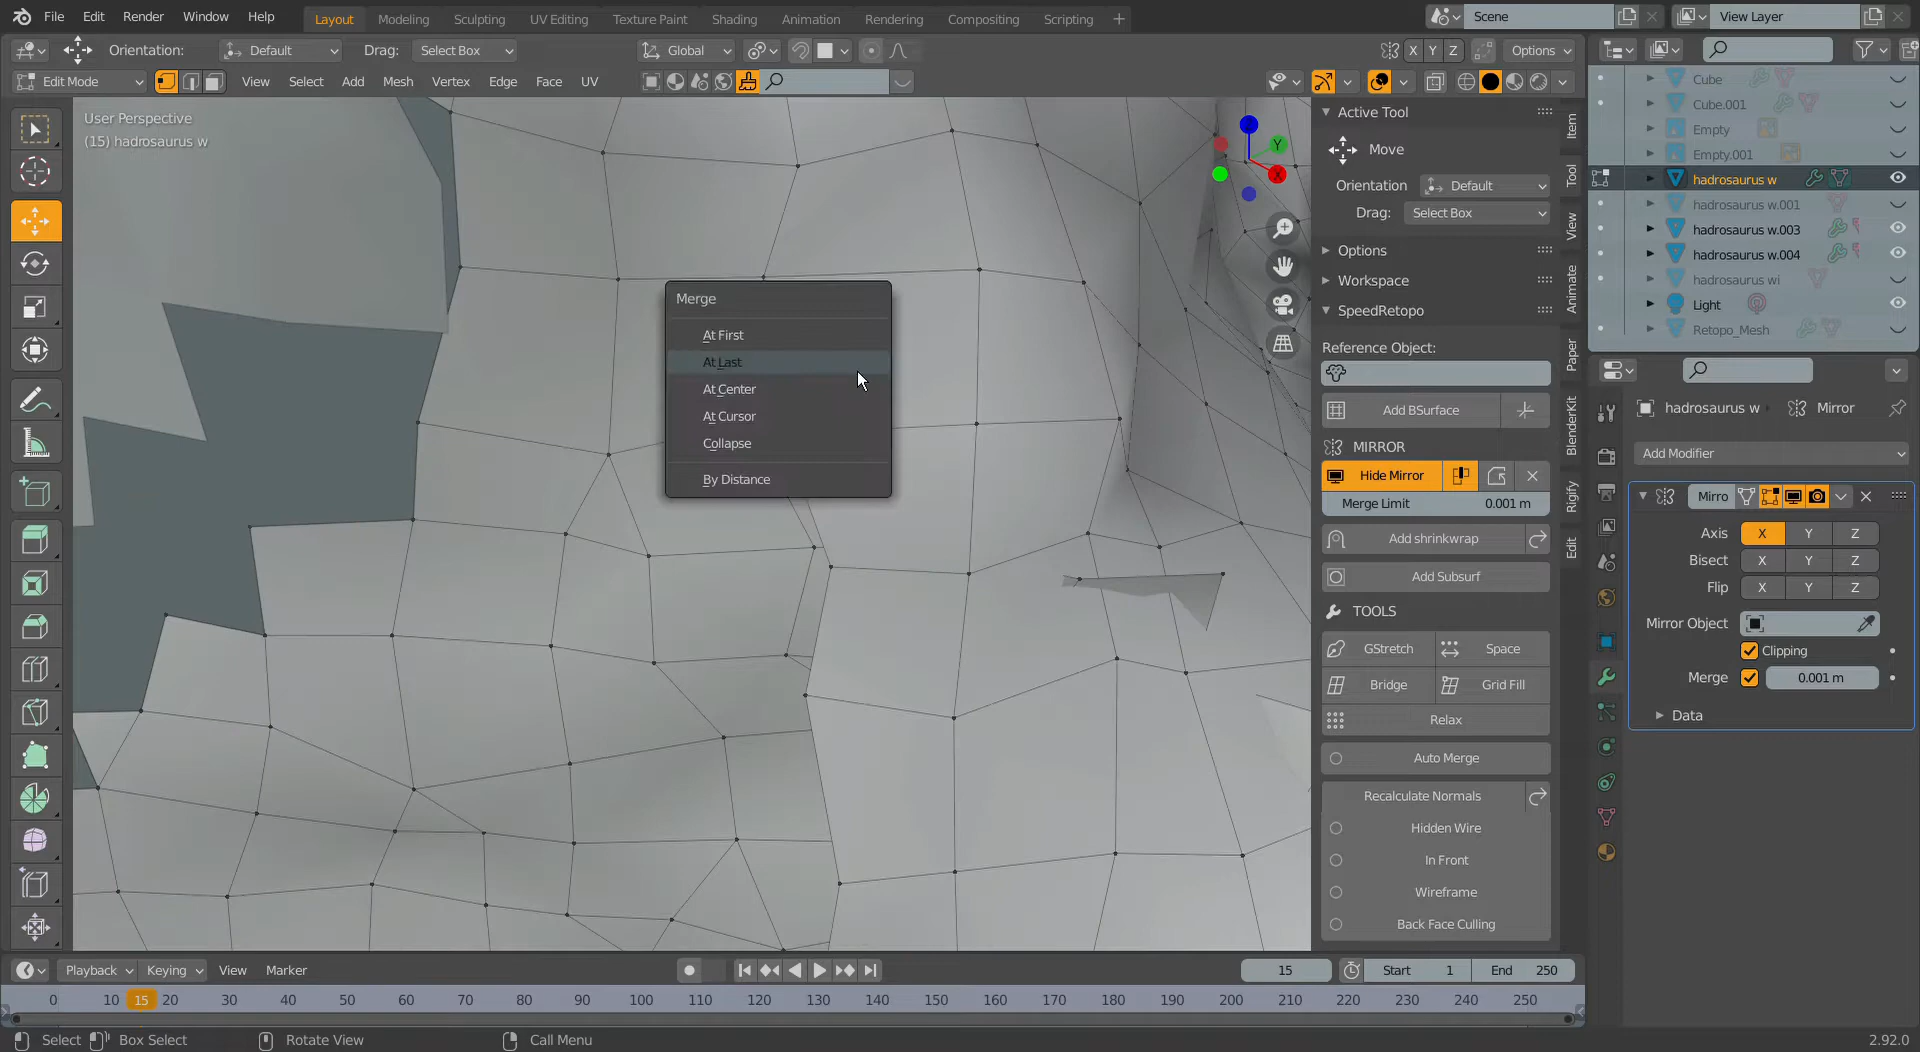 File Edit Render Window Help Layout Modeling Sculpting UV Editing Texture Paint Shading Animation Rendering Compositing Scripting + Scene View Layer
Orientation: Default Drag: Select Box Global X Y Z Options
Edit Mode View Select Add Mesh Vertex Edge Face UV
User Perspective
(15) hadrosaurus w
Z
Y
X
Merge
At First
At Last
At Center
At Cursor
Collapse
By Distance
Active Tool
Move
Orientation Default
Drag: Select Box
Options
Workspace
SpeedRetopo
Reference Object:
Add BSurface
MIRROR
Hide Mirror
Merge Limit 0.001 m
Add shrinkwrap
Add Subsurf
TOOLS
GStretch Space
Bridge Grid Fill
Relax
Auto Merge
Recalculate Normals
Hidden Wire
In Front
Wireframe
Back Face Culling
Item
Tool
View
Animate
Paper
BlenderKit
Rigify
Edit
Cube
Cube.001
Empty
Empty.001
hadrosaurus w
hadrosaurus w.001
hadrosaurus w.003
hadrosaurus w.004
hadrosaurus wi
Light
Retopo_Mesh
hadrosaurus w Mirror
Add Modifier
Mirro
Axis X Y Z
Bisect X Y Z
Flip X Y Z
Mirror Object
Clipping
Merge 0.001 m
Data
Playback Keying View Marker 15 Start 1 End 250
0 10 15 20 30 40 50 60 70 80 90 100 110 120 130 140 150 160 170 180 190 200 210 220 230 240 250
Select Box Select Rotate View Call Menu 2.92.0